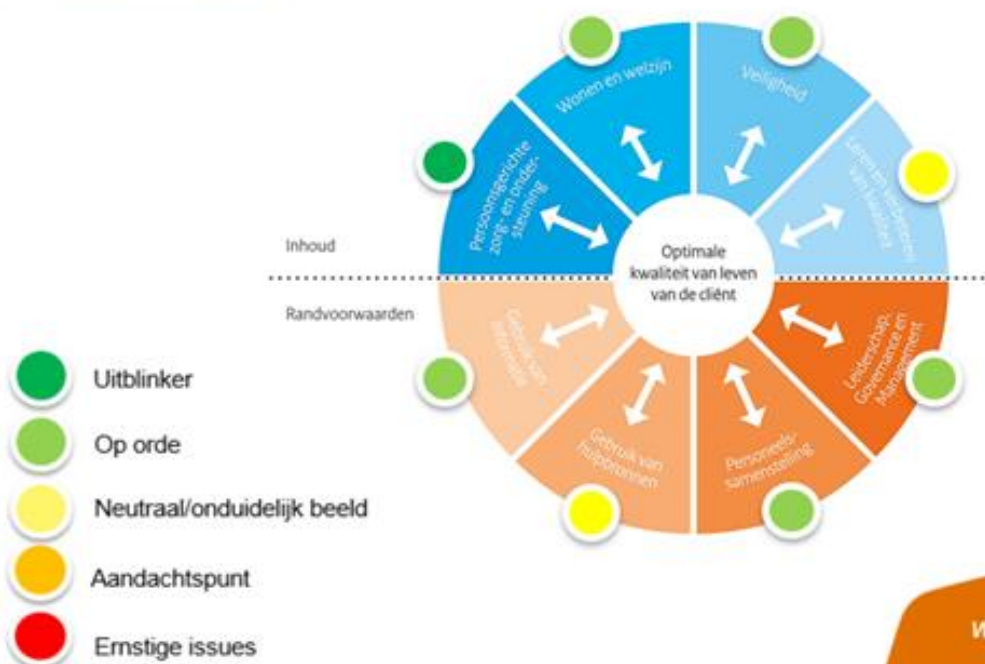 Wonen en welzijn
Veiligheid
Persoonsgerichte
zorg- en onder-
steuning
Leren en verbeteren
van kwaliteit
Inhoud
Optimale
kwaliteit van leven
van de cliënt
Randvoorwaarden
Gebruik van
informatie
Leiderschap,
Governance en
Management
Gebruik van
hulpbronnen
Personeels-
samenstelling
Uitblinker
Op orde
Neutraal/onduidelijk beeld
Aandachtspunt
Ernstige issues
W